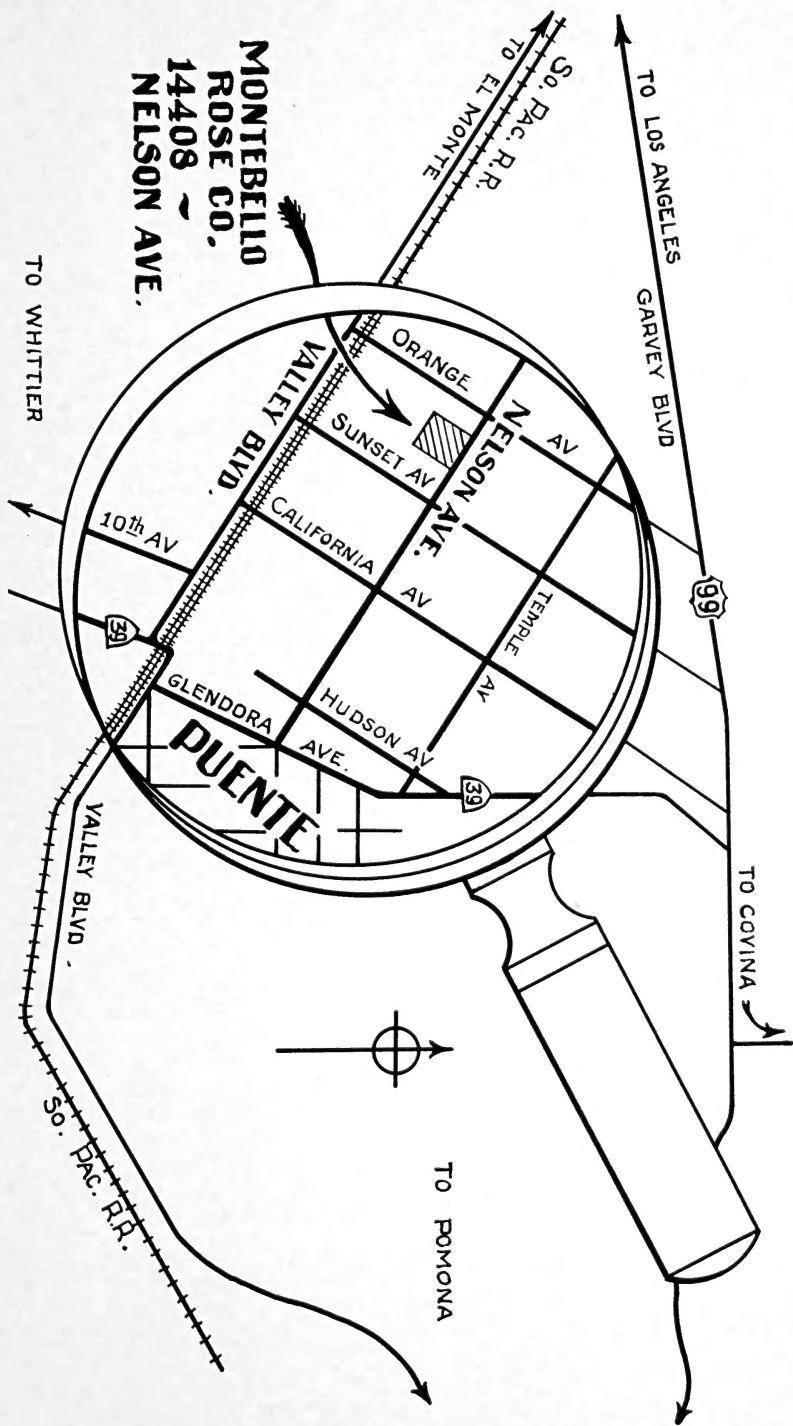 TO LOS ANGELES
GARVEY BLVD
99
TO COVINA
So. PAC. R.R.
TO EL MONTE
MONTEBELLO
ROSE CO.
14408 ~
NELSON AVE.
ORANGE AV
NELSON AVE.
SUNSET AV
VALLEY BLVD.
CALIFORNIA AV
TEMPLE AV
10th AV
39
HUDSON AV
GLENDORA AVE.
39
PUENTE
TO WHITTIER
VALLEY BLVD.
SO. PAC. R.R.
TO POMONA